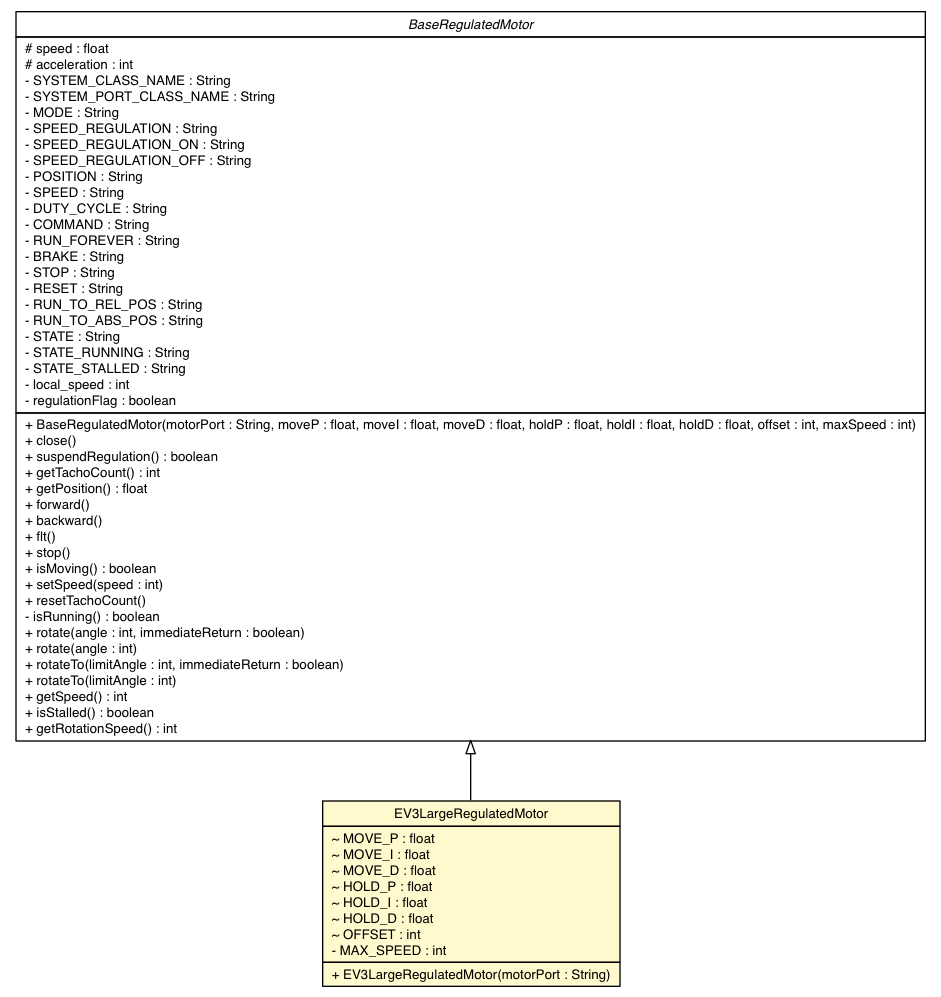 BaseRegulatedMotor
# speed : float
# acceleration : int
- SYSTEM_CLASS_NAME : String
- SYSTEM_PORT_CLASS_NAME : String
- MODE : String
- SPEED_REGULATION : String
- SPEED_REGULATION_ON : String
- SPEED_REGULATION_OFF : String
- POSITION : String
- SPEED : String
- DUTY_CYCLE : String
- COMMAND : String
- RUN_FOREVER : String
- BRAKE : String
- STOP : String
- RESET : String
- RUN_TO_REL_POS : String
- RUN_TO_ABS_POS : String
- STATE : String
- STATE_RUNNING : String
- STATE_STALLED : String
- local_speed : int
- regulationFlag : boolean
+ BaseRegulatedMotor(motorPort : String, moveP : float, moveI : float, moveD : float, holdP : float, holdI : float, holdD : float, offset : int, maxSpeed : int)
+ close()
+ suspendRegulation() : boolean
+ getTachoCount() : int
+ getPosition() : float
+ forward()
+ backward()
+ flt()
+ stop()
+ isMoving() : boolean
+ setSpeed(speed : int)
+ resetTachoCount()
- isRunning() : boolean
+ rotate(angle : int, immediateReturn : boolean)
+ rotate(angle : int)
+ rotateTo(limitAngle : int, immediateReturn : boolean)
+ rotateTo(limitAngle : int)
+ getSpeed() : int
+ isStalled() : boolean
+ getRotationSpeed() : int
EV3LargeRegulatedMotor
~ MOVE_P : float
~ MOVE_I : float
~ MOVE_D : float
~ HOLD_P : float
~ HOLD_I : float
~ HOLD_D : float
~ OFFSET : int
- MAX_SPEED : int
+ EV3LargeRegulatedMotor(motorPort : String)